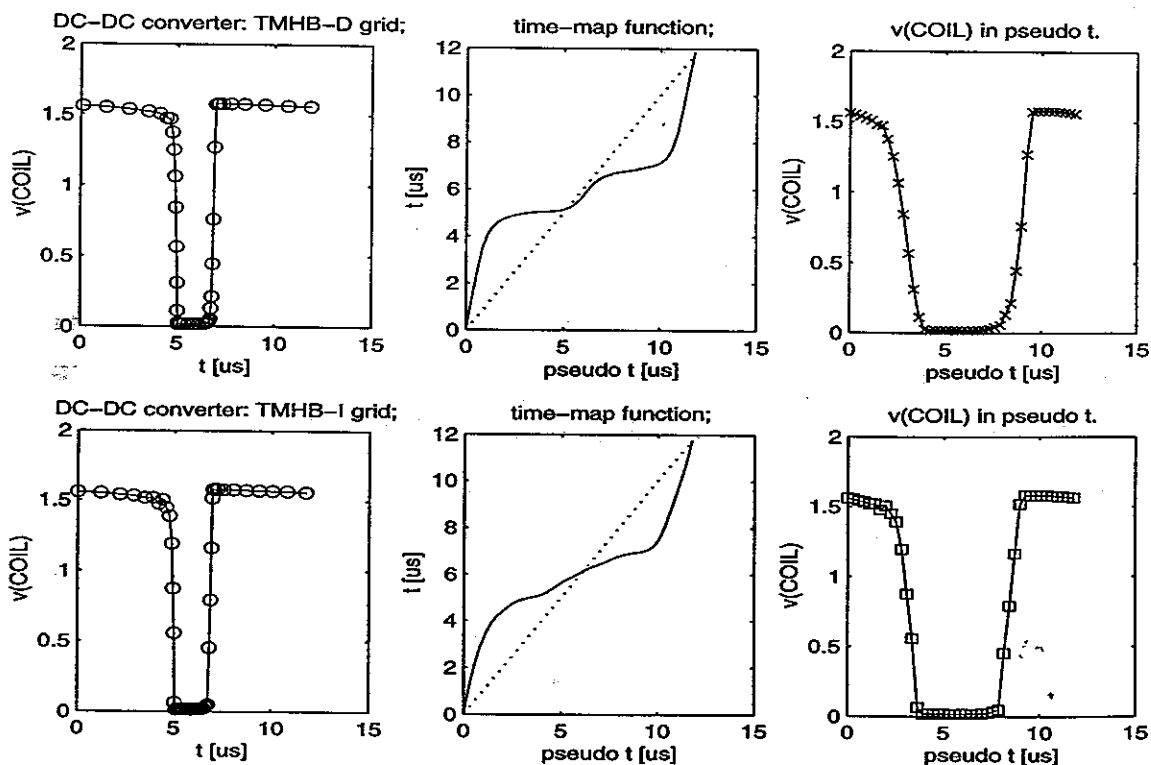 DC-DC converter: TMHB-D grid;
2
1.5
1
0.5
0
v(COIL)
0 5 10 15
t [us]
time-map function;
12
10
8
6
4
2
0
t [us]
0 5 10 15
pseudo t [us]
v(COIL) in pseudo t.
2
1.5
1
0.5
0
v(COIL)
0 5 10 15
pseudo t [us]
DC-DC converter: TMHB-I grid;
2
1.5
1
0.5
0
v(COIL)
0 5 10 15
t [us]
time-map function;
12
10
8
6
4
2
0
t [us]
0 5 10 15
pseudo t [us]
v(COIL) in pseudo t.
2
1.5
1
0.5
0
v(COIL)
0 5 10 15
pseudo t [us]